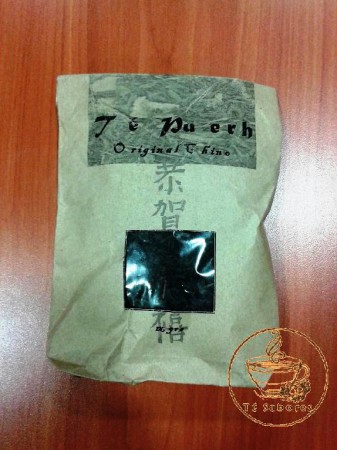 Té Pu erh
Original Chino
恭
賀
禧
Té Sabores